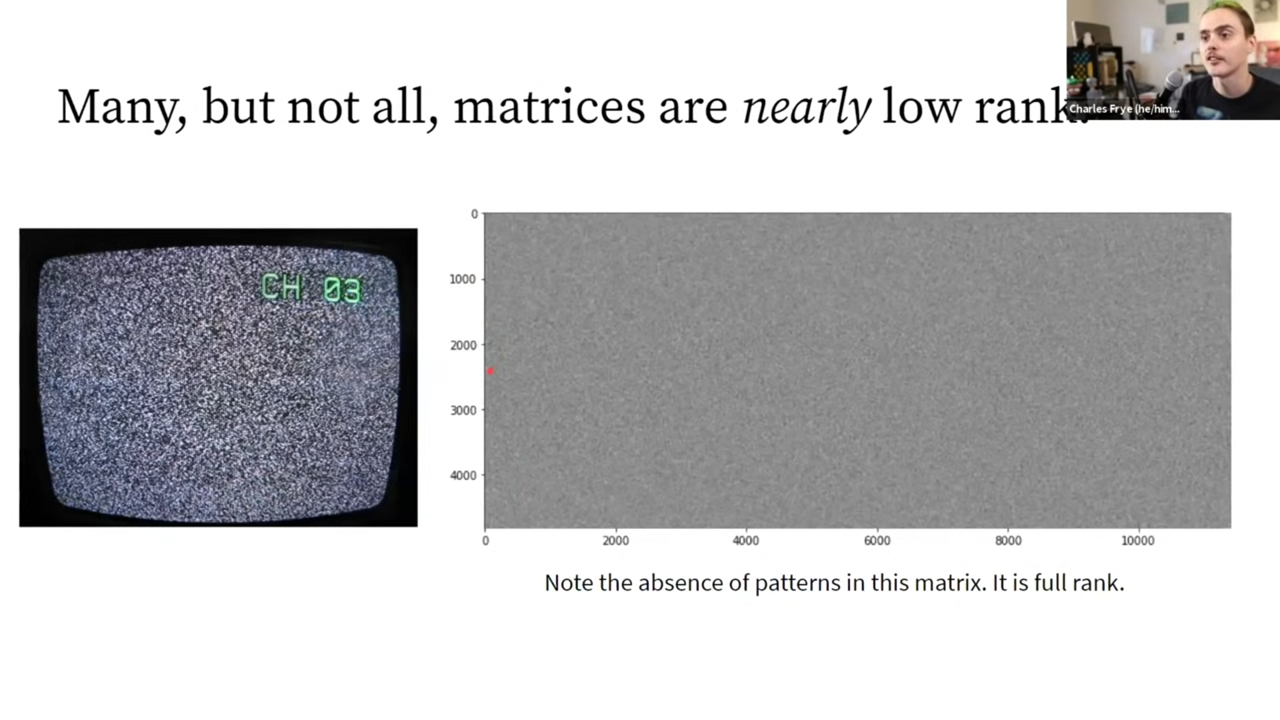 Many, but not all, matrices are nearly low rank.
Charles Frye (he/him...
CH 03
0
1000
2000
3000
4000
0 2000 4000 6000 8000 10000
Note the absence of patterns in this matrix. It is full rank.